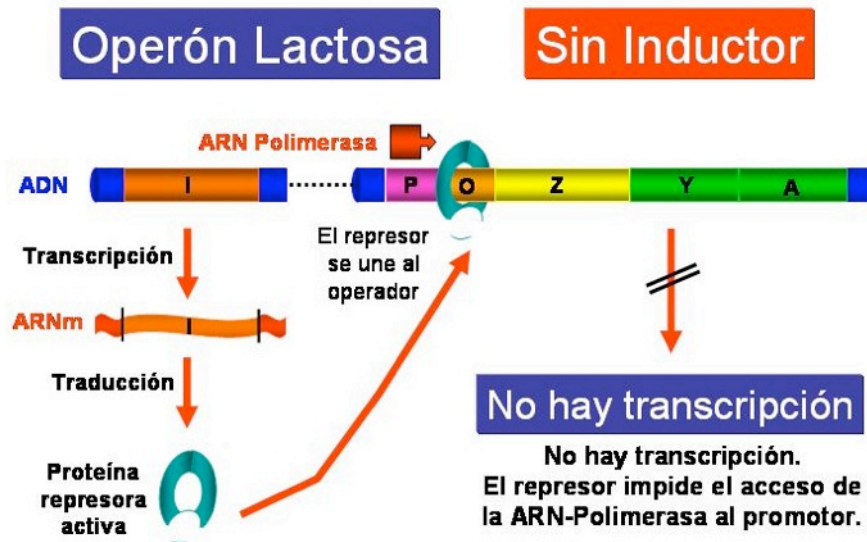 Operón Lactosa
Sin Inductor
ARN Polimerasa
ADN
I
P
O
Z
Y
A
Transcripción
El represor
se une al
operador
ARNm
I
Traducción
No hay transcripción
Proteína
represora
activa
No hay transcripción.
El represor impide el acceso de
la ARN-Polimerasa al promotor.